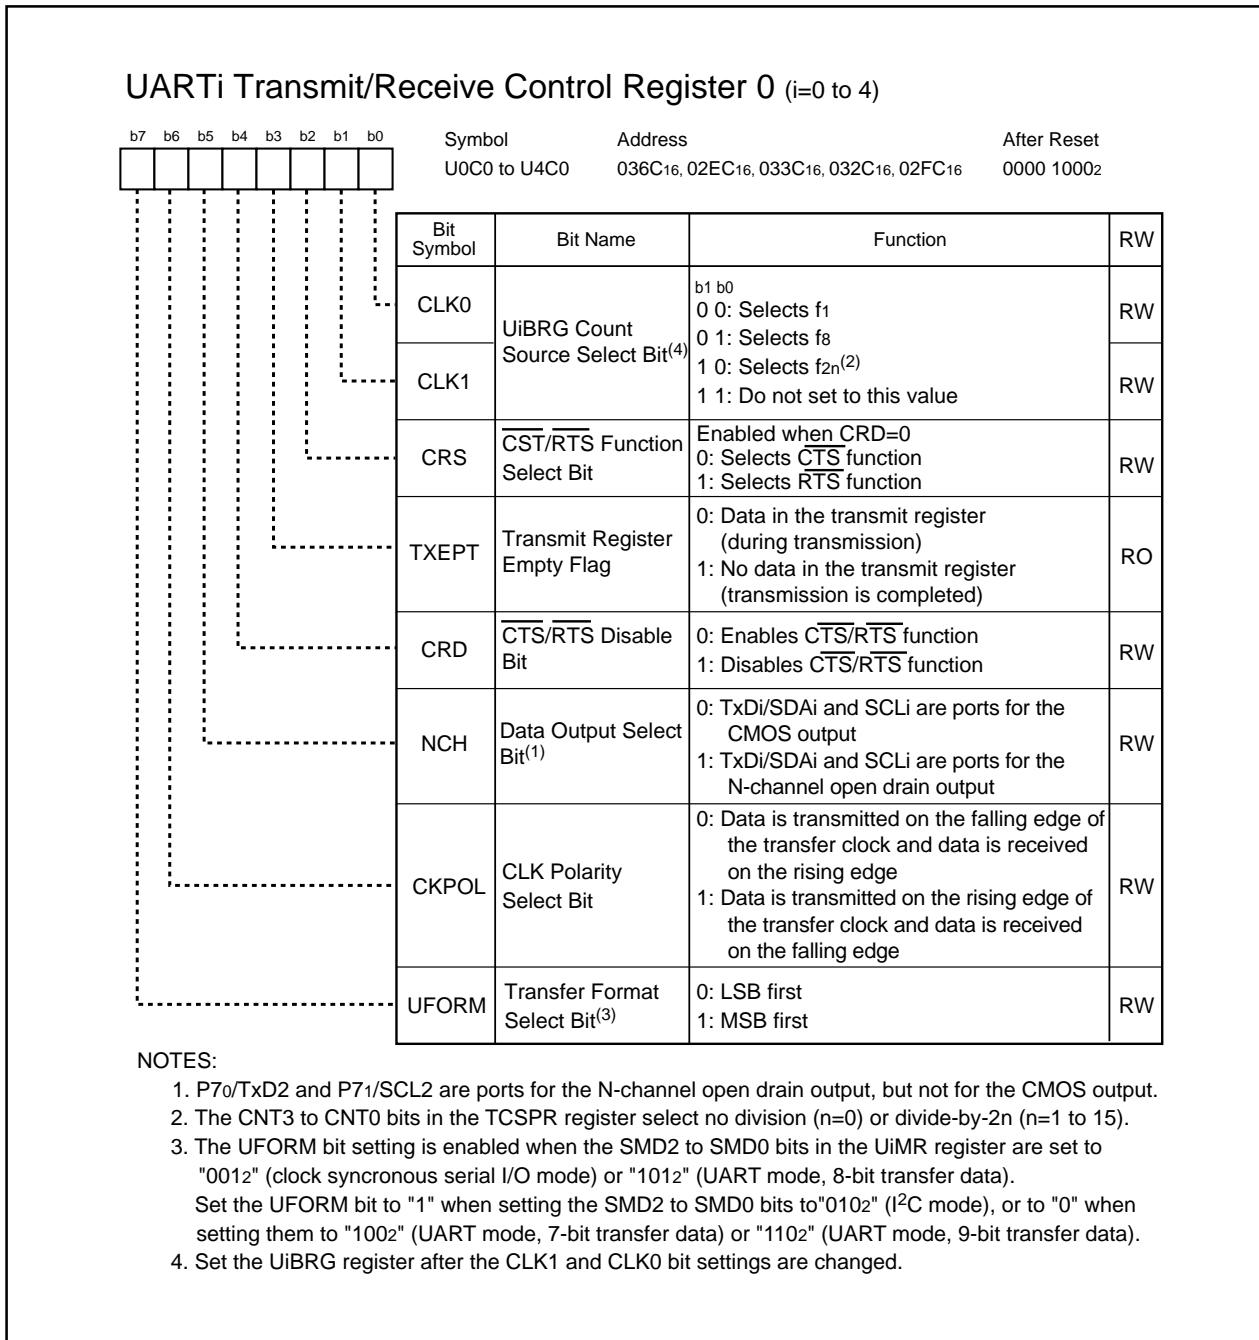 UARTi Transmit/Receive Control Register 0 (i=0 to 4)
b7 b6 b5 b4 b3 b2 b1 b0
Symbol Address After Reset
U0C0 to U4C0 036C16, 02EC16, 033C16, 032C16, 02FC16 0000 10002
Bit Symbol Bit Name Function RW
CLK0
UiBRG Count
Source Select Bit(4)
b1 b0
0 0: Selects f1
0 1: Selects f8
1 0: Selects f2n(2)
1 1: Do not set to this value
RW
CLK1
RW
CRS
CST/RTS Function
Select Bit
Enabled when CRD=0
0: Selects CTS function
1: Selects RTS function
RW
TXEPT
Transmit Register
Empty Flag
0: Data in the transmit register
(during transmission)
1: No data in the transmit register
(transmission is completed)
RO
CRD
CTS/RTS Disable
Bit
0: Enables CTS/RTS function
1: Disables CTS/RTS function
RW
NCH
Data Output Select
Bit(1)
0: TxDi/SDAi and SCLi are ports for the
CMOS output
1: TxDi/SDAi and SCLi are ports for the
N-channel open drain output
RW
CKPOL
CLK Polarity
Select Bit
0: Data is transmitted on the falling edge of
the transfer clock and data is received
on the rising edge
1: Data is transmitted on the rising edge of
the transfer clock and data is received
on the falling edge
RW
UFORM
Transfer Format
Select Bit(3)
0: LSB first
1: MSB first
RW
NOTES:
1. P70/TxD2 and P71/SCL2 are ports for the N-channel open drain output, but not for the CMOS output.
2. The CNT3 to CNT0 bits in the TCSPR register select no division (n=0) or divide-by-2n (n=1 to 15).
3. The UFORM bit setting is enabled when the SMD2 to SMD0 bits in the UiMR register are set to
"0012" (clock syncronous serial I/O mode) or "1012" (UART mode, 8-bit transfer data).
Set the UFORM bit to "1" when setting the SMD2 to SMD0 bits to"0102" (I2C mode), or to "0" when
setting them to "1002" (UART mode, 7-bit transfer data) or "1102" (UART mode, 9-bit transfer data).
4. Set the UiBRG register after the CLK1 and CLK0 bit settings are changed.